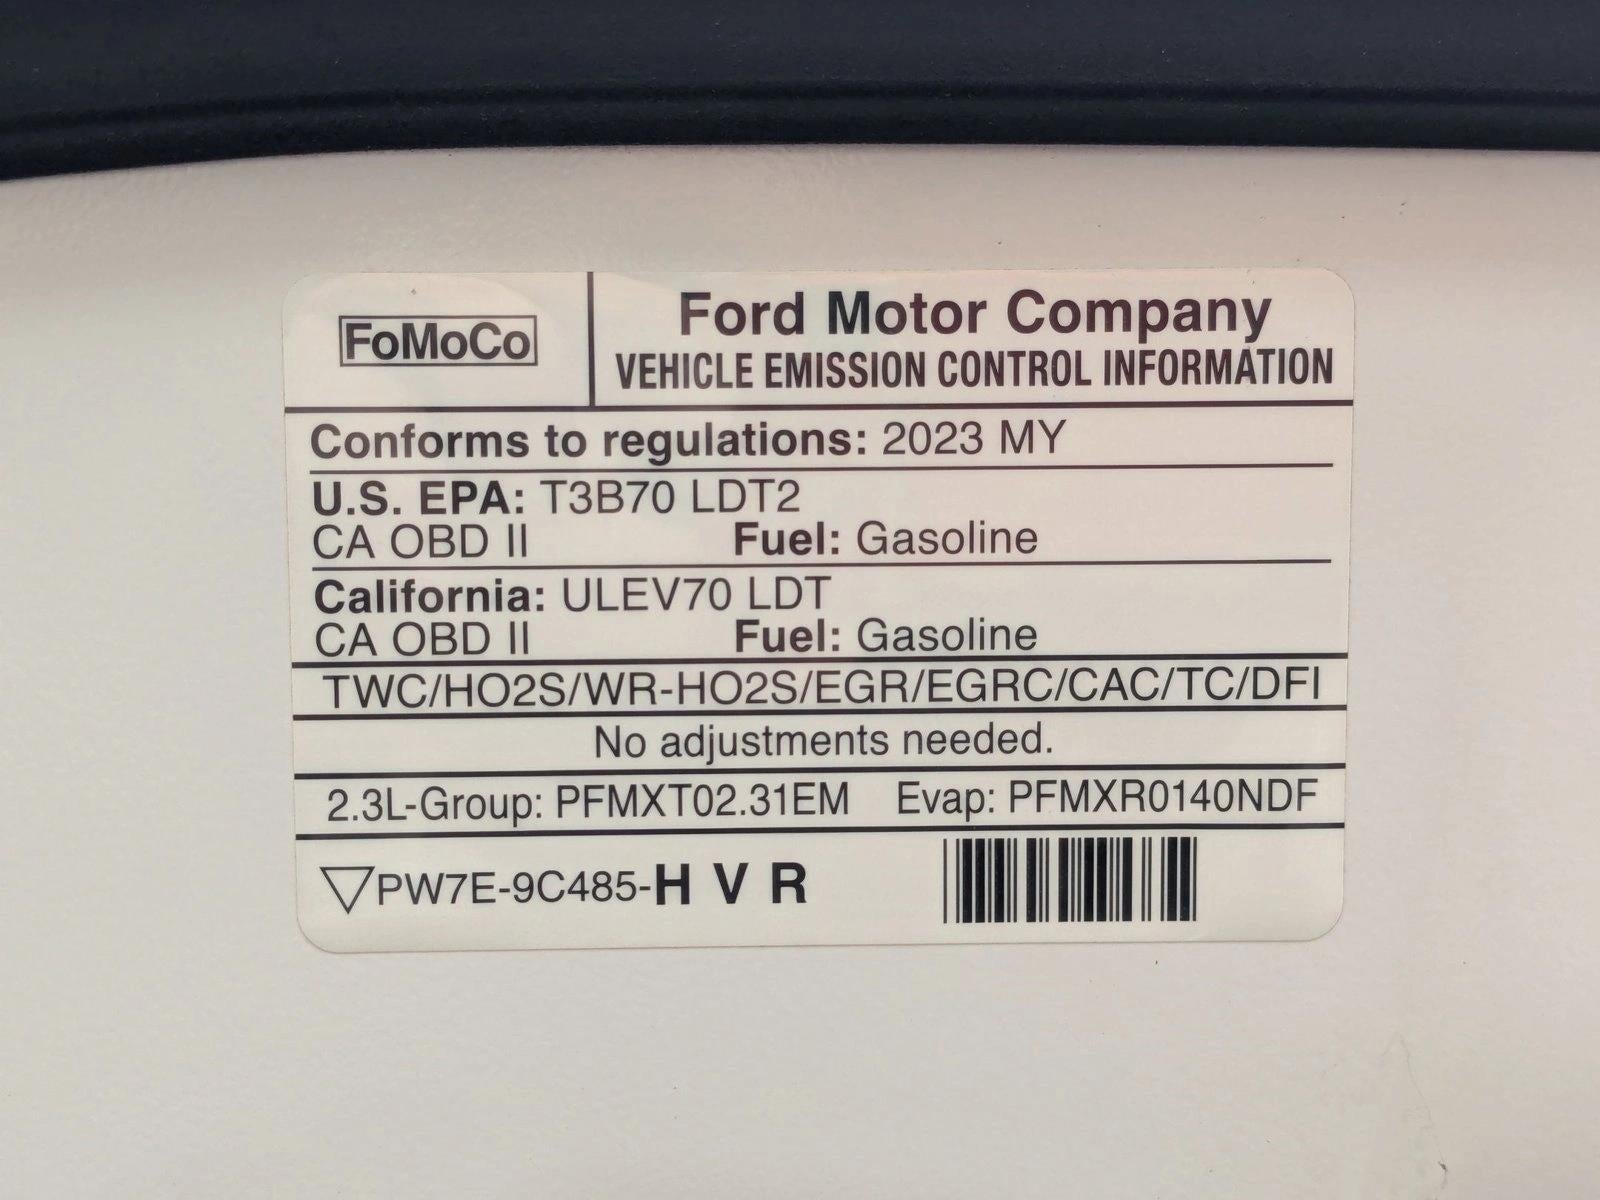 FoMoCo
Ford Motor Company
VEHICLE EMISSION CONTROL INFORMATION
Conforms to regulations: 2023 MY
U.S. EPA: T3B70 LDT2
CA OBD II Fuel: Gasoline
California: ULEV70 LDT
CA OBD II Fuel: Gasoline
TWC/HO2S/WR-HO2S/EGR/EGRC/CAC/TC/DFI
No adjustments needed.
2.3L-Group: PFMXT02.31EM Evap: PFMXR0140NDF
PW7E-9C485-H V R